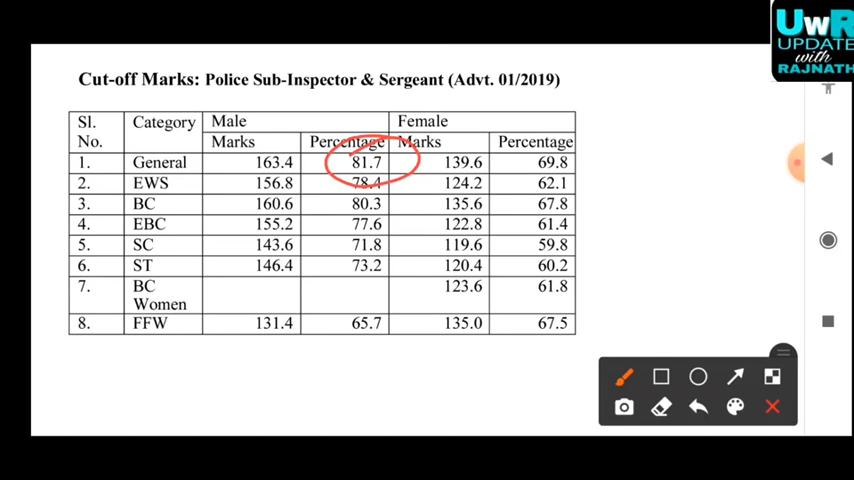 UwR
UPDATE
with
RAJNATH
Cut-off Marks: Police Sub-Inspector & Sergeant (Advt. 01/2019)
Sl. No. Category Male Female
Marks Percentage Marks Percentage
1. General 163.4 81.7 139.6 69.8
2. EWS 156.8 78.4 124.2 62.1
3. BC 160.6 80.3 135.6 67.8
4. EBC 155.2 77.6 122.8 61.4
5. SC 143.6 71.8 119.6 59.8
6. ST 146.4 73.2 120.4 60.2
7. BC Women 123.6 61.8
8. FFW 131.4 65.7 135.0 67.5